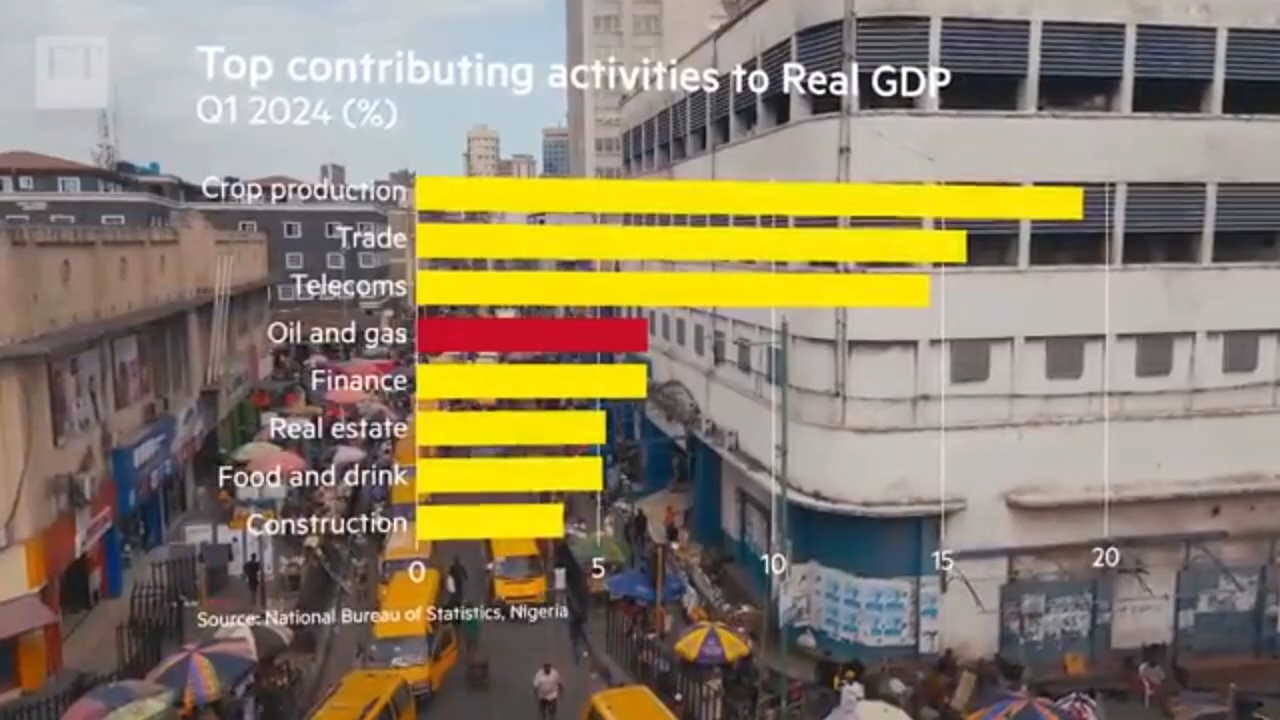 FT
Top contributing activities to Real GDP
Q1 2024 (%)
Crop production
Trade
Telecoms
Oil and gas
Finance
Real estate
Food and drink
Construction
0 5 10 15 20
Source: National Bureau of Statistics, Nigeria